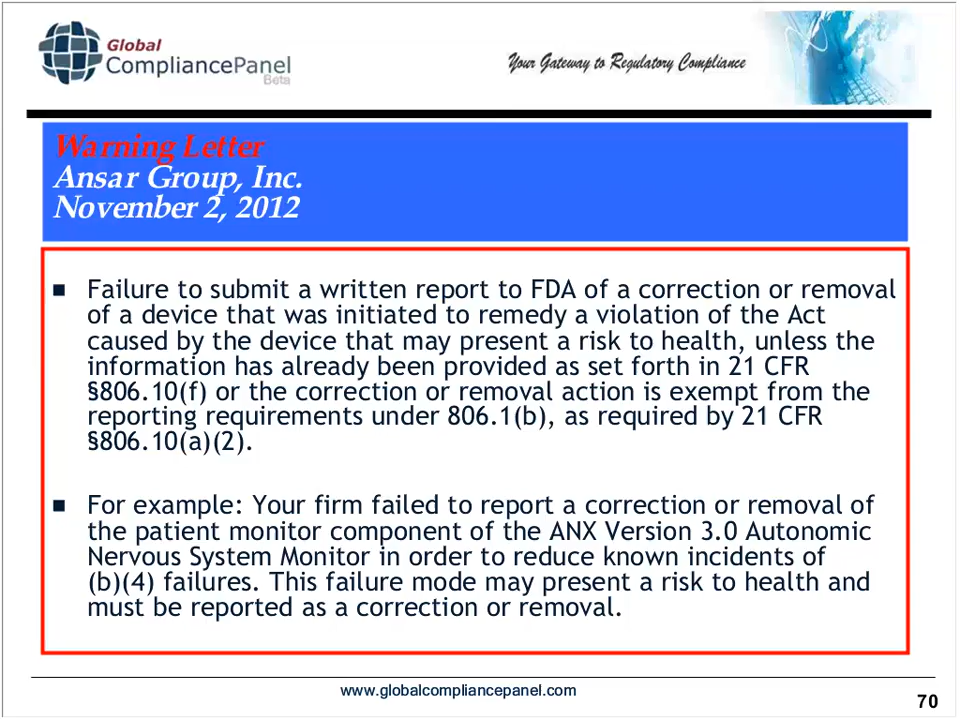 Global
CompliancePanel
Beta
Your Gateway to Regulatory Compliance
Warning Letter
Ansar Group, Inc.
November 2, 2012
■ Failure to submit a written report to FDA of a correction or removal
of a device that was initiated to remedy a violation of the Act
caused by the device that may present a risk to health, unless the
information has already been provided as set forth in 21 CFR
§806.10(f) or the correction or removal action is exempt from the
reporting requirements under 806.1(b), as required by 21 CFR
§806.10(a)(2).
■ For example: Your firm failed to report a correction or removal of
the patient monitor component of the ANX Version 3.0 Autonomic
Nervous System Monitor in order to reduce known incidents of
(b)(4) failures. This failure mode may present a risk to health and
must be reported as a correction or removal.
www.globalcompliancepanel.com
70